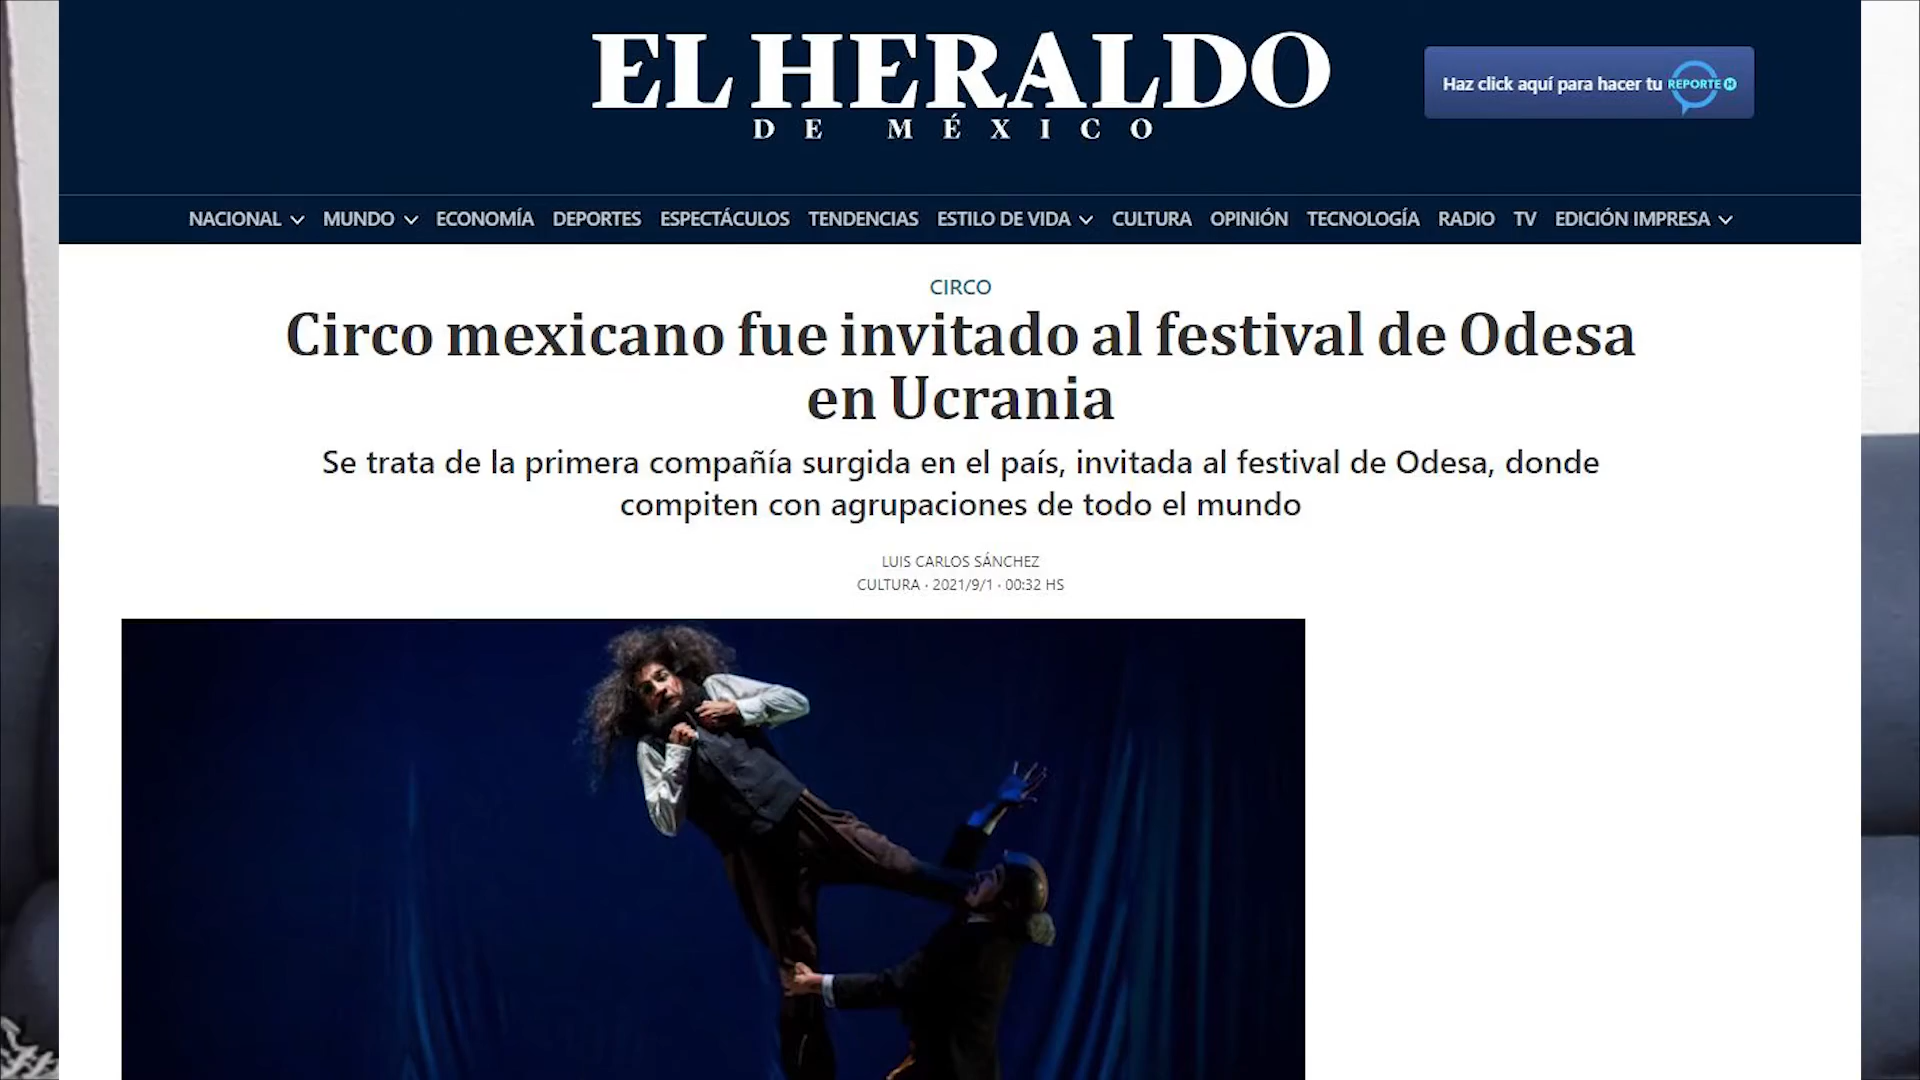 EL HERALDO
DE MÉXICO
Haz click aquí para hacer tu REPORTE H
NACIONAL MUNDO ECONOMÍA DEPORTES ESPECTÁCULOS TENDENCIAS ESTILO DE VIDA CULTURA OPINIÓN TECNOLOGÍA RADIO TV EDICIÓN IMPRESA
CIRCO
Circo mexicano fue invitado al festival de Odesa
en Ucrania
Se trata de la primera compañía surgida en el país, invitada al festival de Odesa, donde
compiten con agrupaciones de todo el mundo
LUIS CARLOS SÁNCHEZ
CULTURA · 2021/9/1 · 00:32 HS